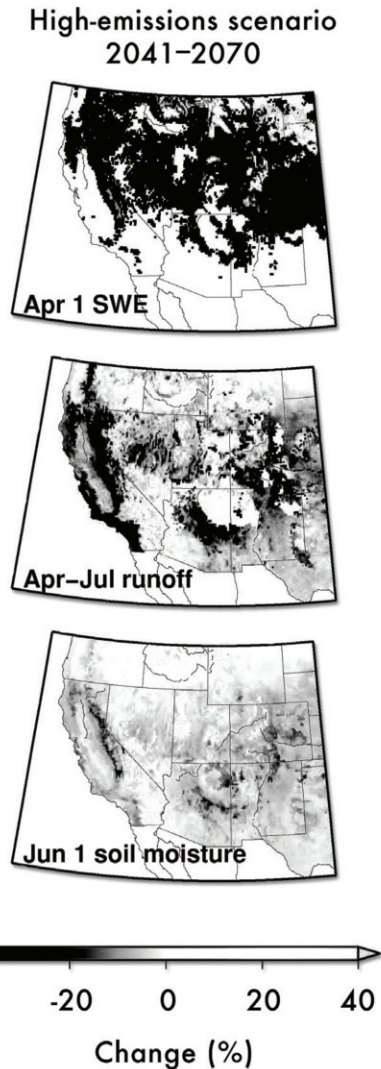 High-emissions scenario
2041–2070
Apr 1 SWE
Apr–Jul runoff
Jun 1 soil moisture
-20 0 20 40
Change (%)